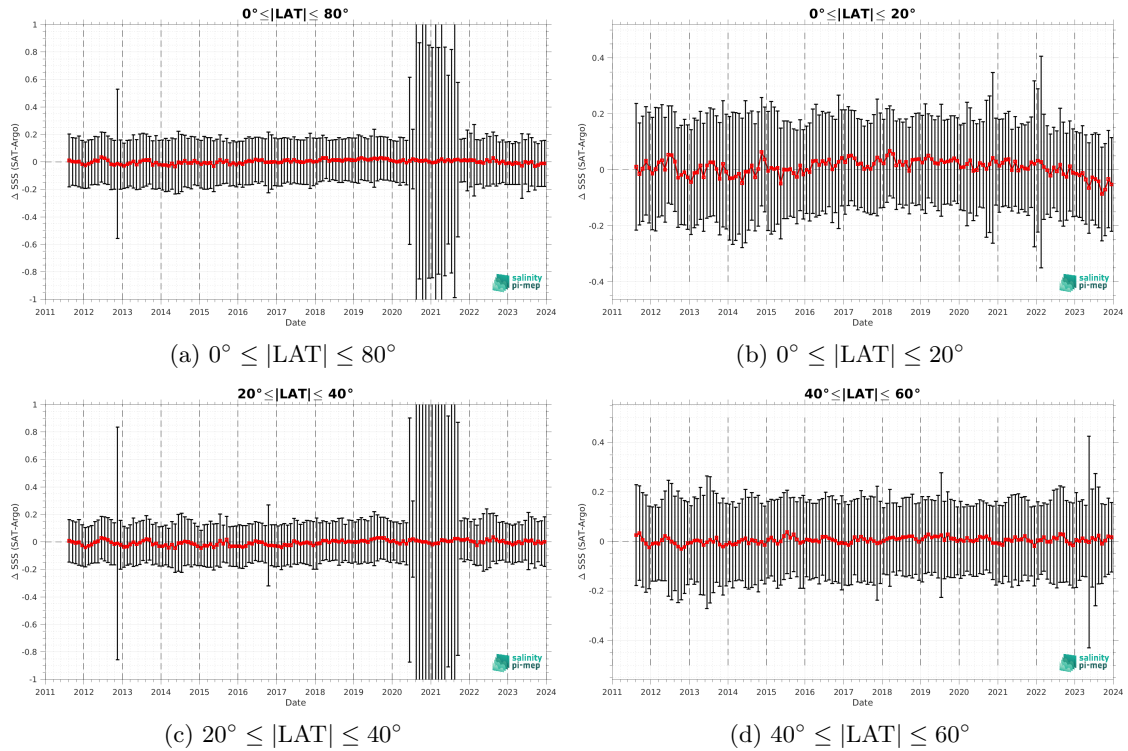 0°≤|LAT|≤ 80°
Δ SSS (SAT-Argo)
1
0.8
0.6
0.4
0.2
0
-0.2
-0.4
-0.6
-0.8
-1
2011 2012 2013 2014 2015 2016 2017 2018 2019 2020 2021 2022 2023 2024
Date
salinity
pi-mep
(a) 0° ≤ |LAT| ≤ 80°
0°≤|LAT|≤ 20°
Δ SSS (SAT-Argo)
0.4
0.2
0
-0.2
-0.4
2011 2012 2013 2014 2015 2016 2017 2018 2019 2020 2021 2022 2023 2024
Date
salinity
pi-mep
(b) 0° ≤ |LAT| ≤ 20°
20°≤|LAT|≤ 40°
Δ SSS (SAT-Argo)
1
0.8
0.6
0.4
0.2
0
-0.2
-0.4
-0.6
-0.8
-1
2011 2012 2013 2014 2015 2016 2017 2018 2019 2020 2021 2022 2023 2024
Date
salinity
pi-mep
(c) 20° ≤ |LAT| ≤ 40°
40°≤|LAT|≤ 60°
Δ SSS (SAT-Argo)
0.4
0.2
0
-0.2
-0.4
2011 2012 2013 2014 2015 2016 2017 2018 2019 2020 2021 2022 2023 2024
Date
salinity
pi-mep
(d) 40° ≤ |LAT| ≤ 60°